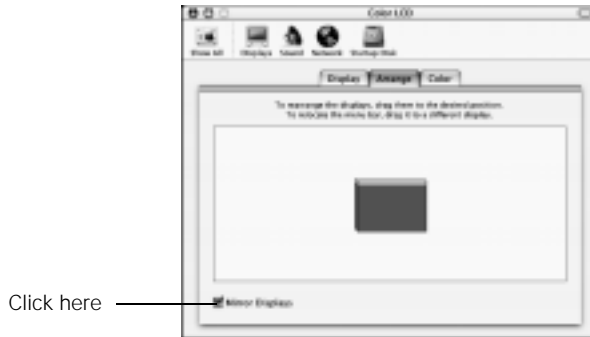 Color LCD
Show All Displays Sound Network Startup Disk
Display Arrange Color
To rearrange the displays, drag them to the desired position.
To relocate the menu bar, drag it to a different display.
Click here
Mirror Displays